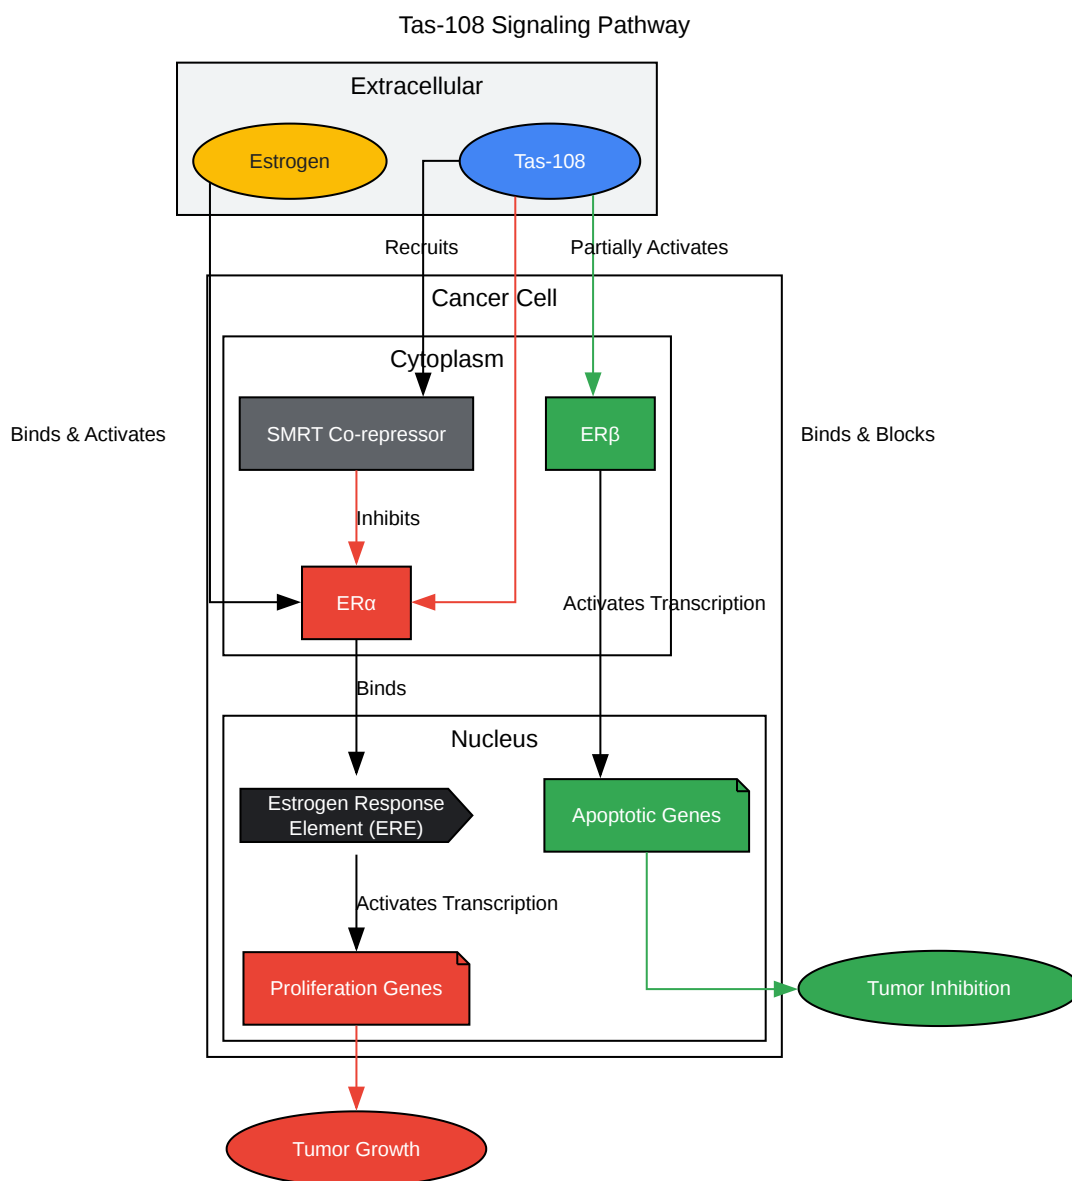 Tas-108 Signaling Pathway
Extracellular
Estrogen
Tas-108
Recruits
Partially Activates
Cancer Cell
Cytoplasm
Binds & Activates
SMRT Co-repressor
ERβ
Binds & Blocks
Inhibits
ERα
Activates Transcription
Binds
Nucleus
Estrogen Response
Element (ERE)
Apoptotic Genes
Activates Transcription
Proliferation Genes
Tumor Inhibition
Tumor Growth